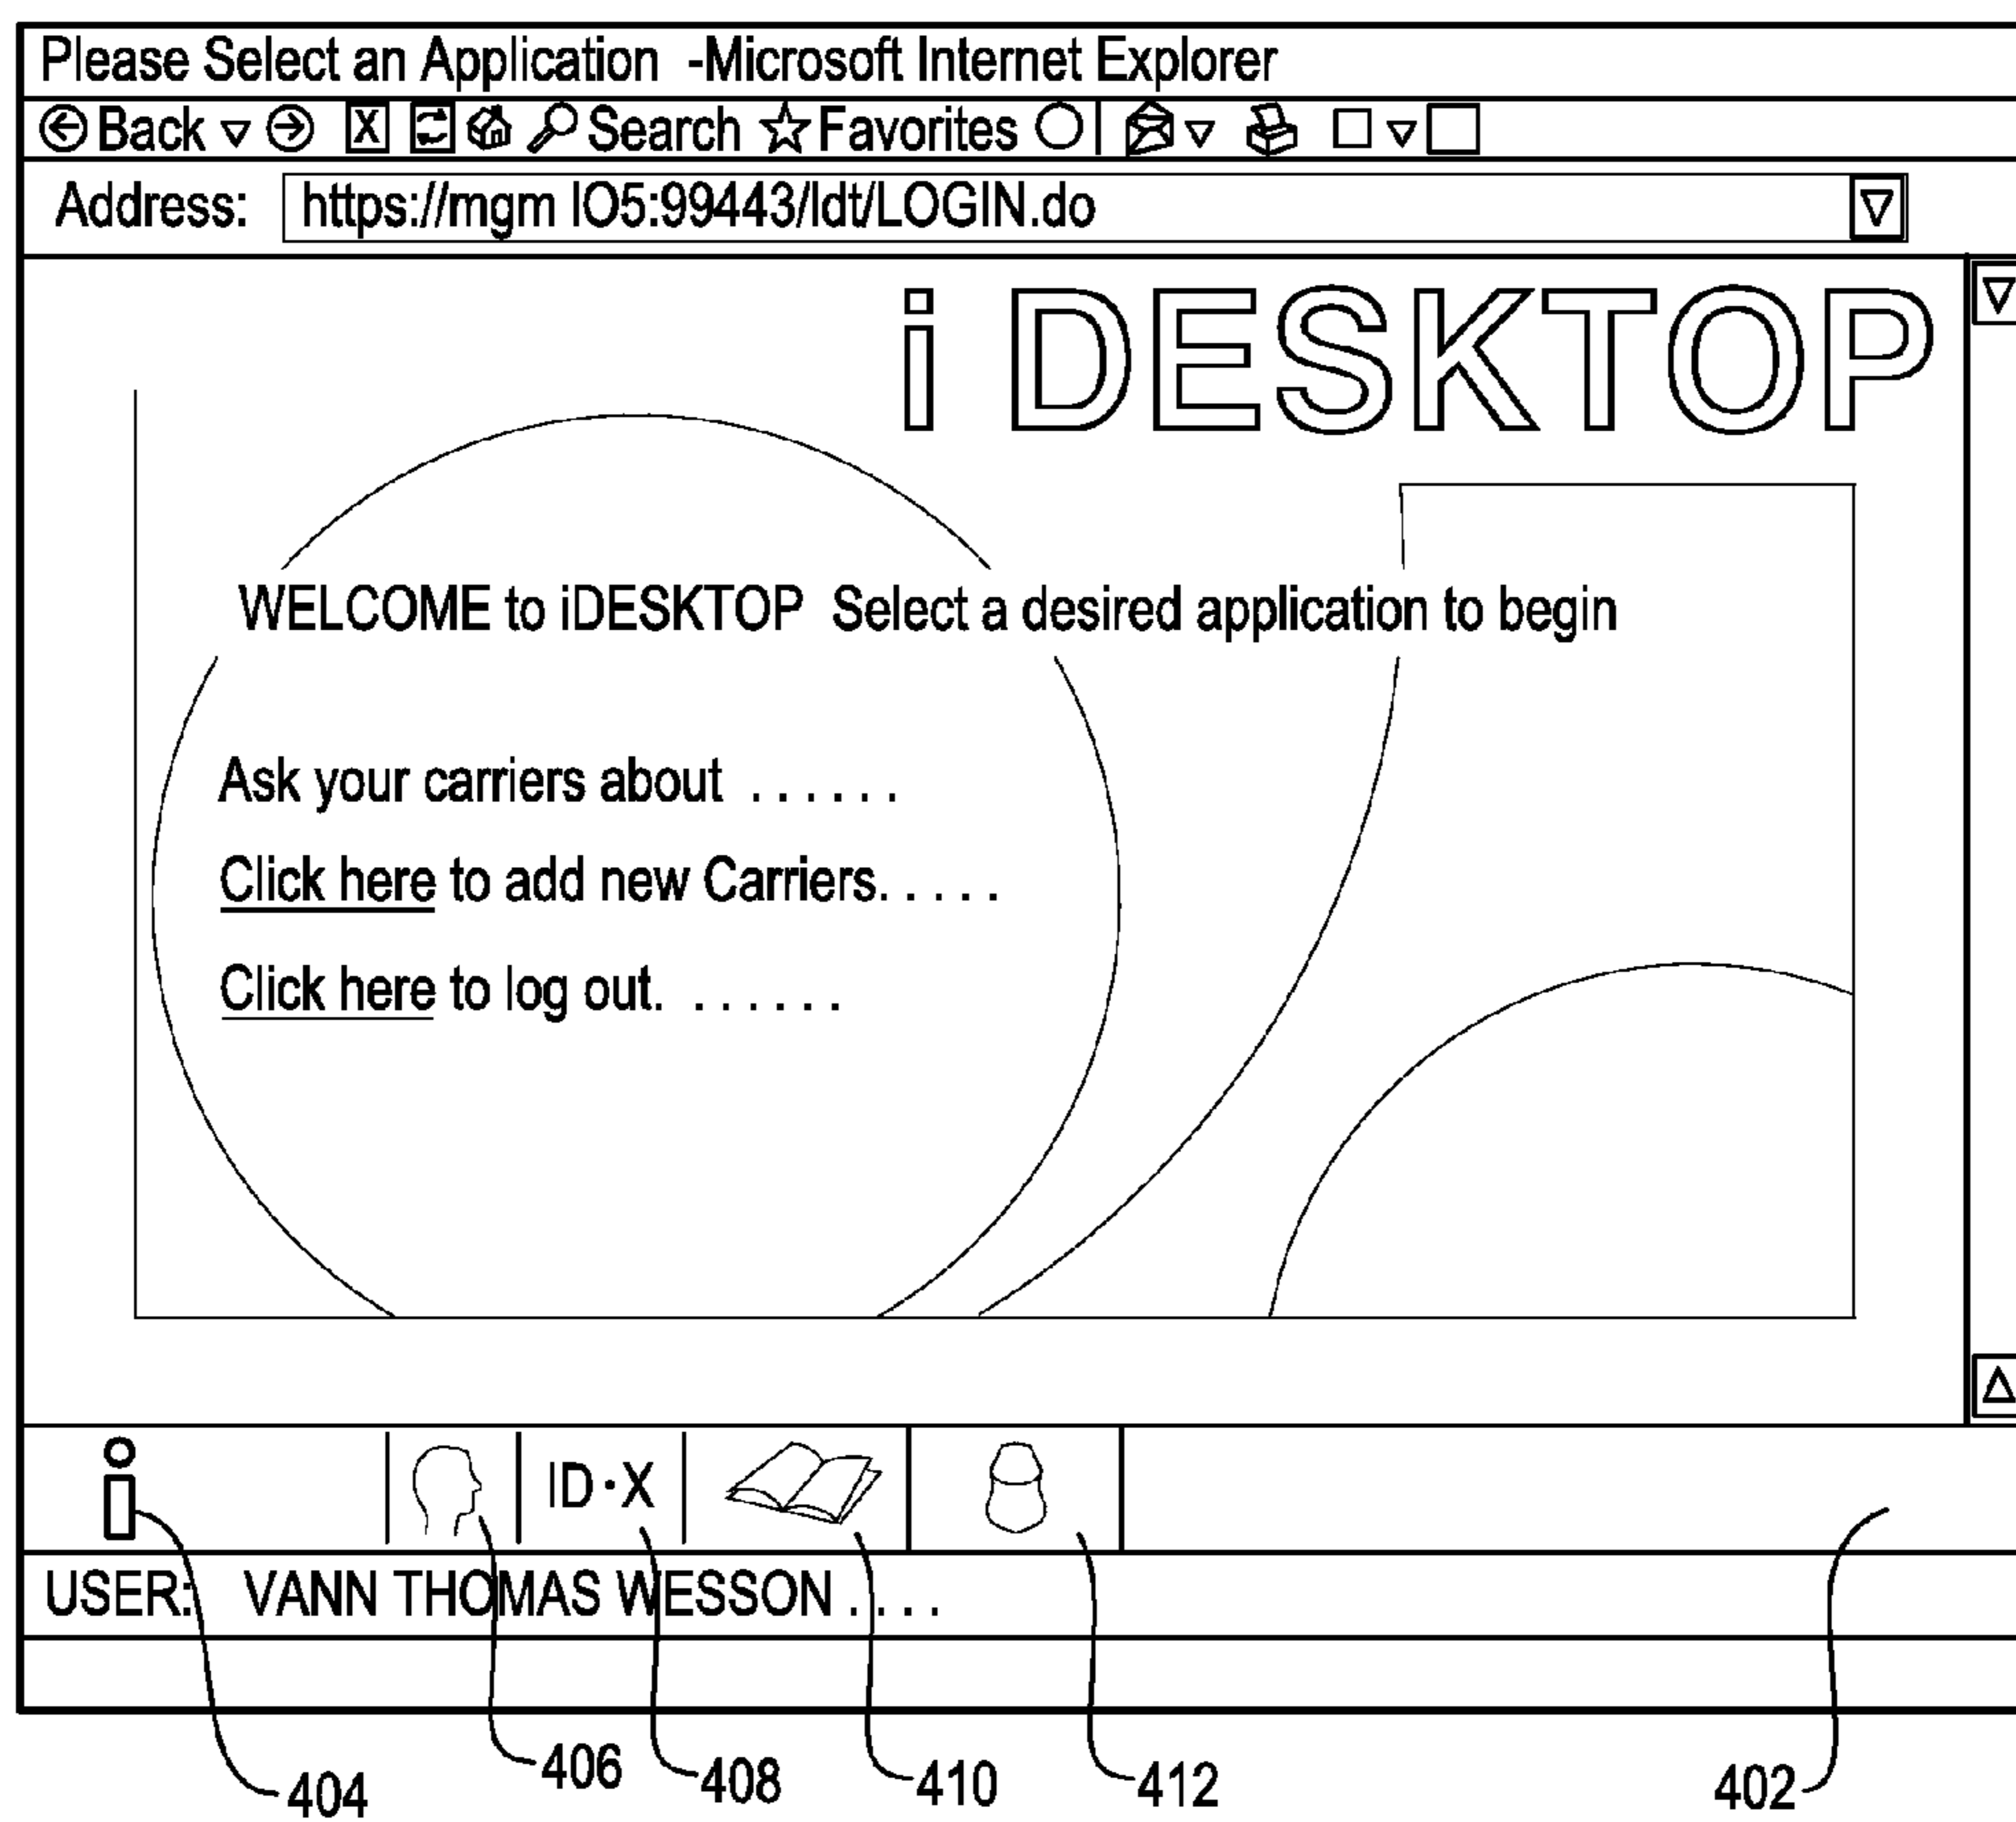 Please Select an Application -Microsoft Internet Explorer
Back Search Favorites
Address: https://mgm IO5:99443/Idt/LOGIN.do
i DESKTOP
WELCOME to iDESKTOP Select a desired application to begin
Ask your carriers about ......
Click here to add new Carriers.....
Click here to log out. ......
ID·X
USER: VANN THOMAS WESSON ....
404 406 408 410 412 402